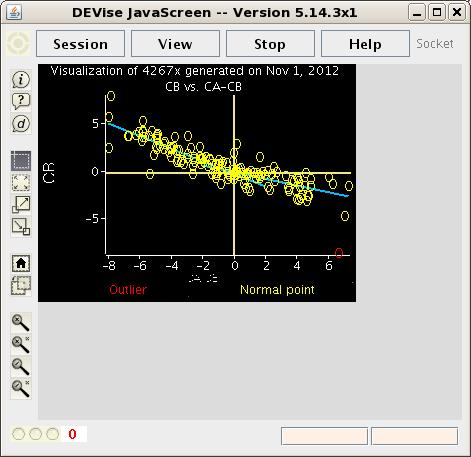 DEVise JavaScreen -- Version 5.14.3x1
Session View Stop Help Socket
Visualization of 4267x generated on Nov 1, 2012
CB vs. CA-CB
5
0
-5
CB
-8 -6 -4 -2 0 2 4 6
Outlier Normal point
0